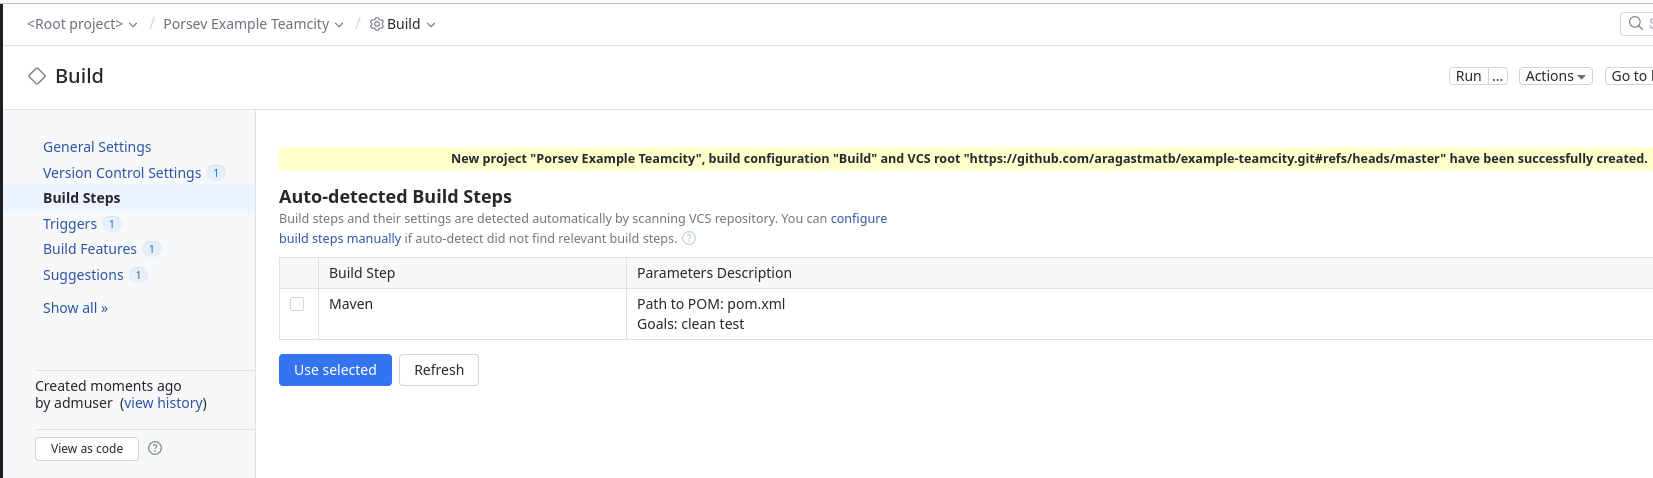 <Root project> / Porsev Example Teamcity / Build
Build
Run ... Actions Go to
General Settings
Version Control Settings 1
Build Steps
Triggers 1
Build Features 1
Suggestions 1
Show all »
Created moments ago
by admuser (view history)
View as code ?
New project "Porsev Example Teamcity", build configuration "Build" and VCS root "https://github.com/aragastmatb/example-teamcity.git#refs/heads/master" have been successfully created.
Auto-detected Build Steps
Build steps and their settings are detected automatically by scanning VCS repository. You can configure
build steps manually if auto-detect did not find relevant build steps. ?
Build Step Parameters Description
Maven Path to POM: pom.xml
Goals: clean test
Use selected Refresh